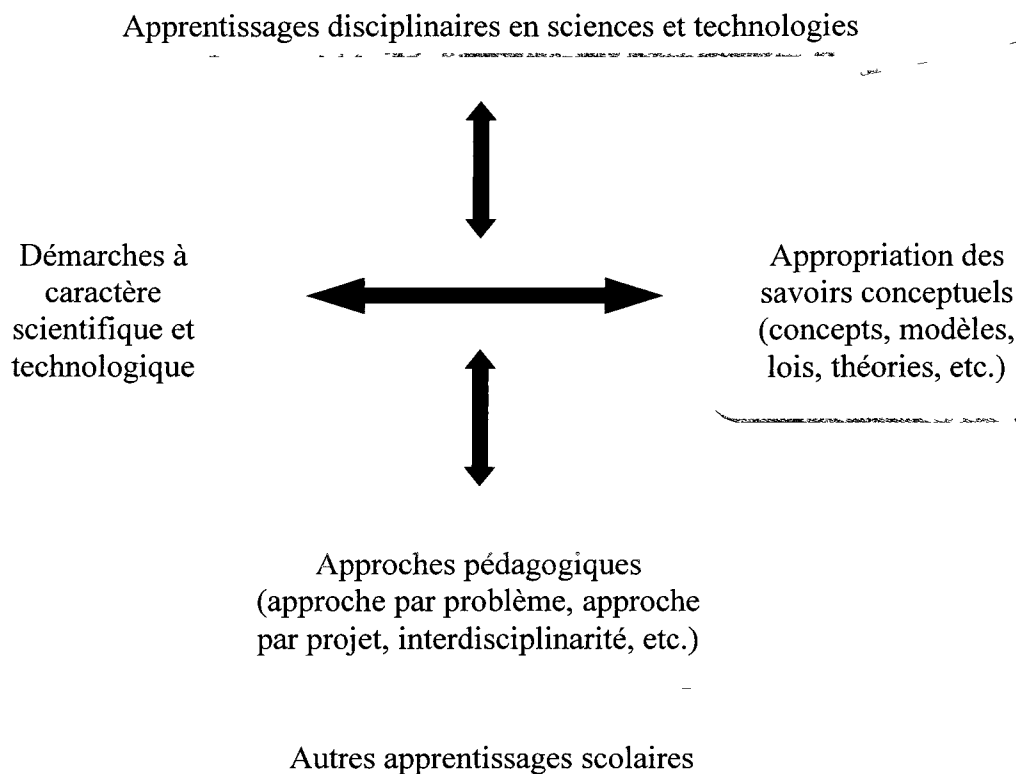 Apprentissages disciplinaires en sciences et technologies
Démarches à
caractère
scientifique et
technologique
Appropriation des
savoirs conceptuels
(concepts, modèles,
lois, théories, etc.)
Approches pédagogiques
(approche par problème, approche
par projet, interdisciplinarité, etc.)
Autres apprentissages scolaires